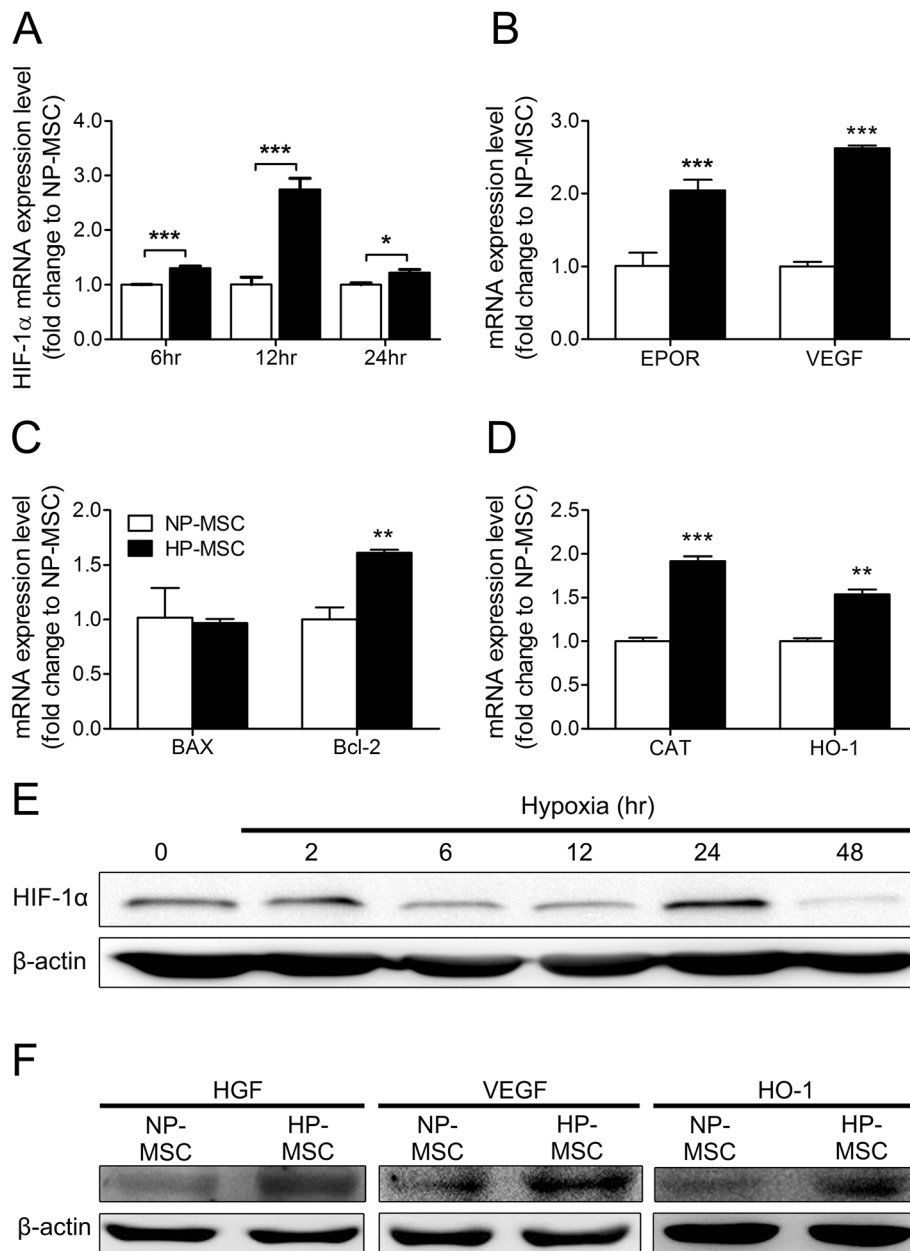 A
HIF-1α mRNA expression level
(fold change to NP-MSC)
4.0
3.0
2.0
1.0
0.0
***
***
*
6hr
12hr
24hr
B
mRNA expression level
(fold change to NP-MSC)
3.0
2.0
1.0
0.0
***
***
EPOR
VEGF
C
mRNA expression level
(fold change to NP-MSC)
2.0
1.5
1.0
0.5
0.0
NP-MSC
HP-MSC
**
BAX
Bcl-2
D
mRNA expression level
(fold change to NP-MSC)
2.5
2.0
1.5
1.0
0.5
0.0
***
**
CAT
HO-1
E
Hypoxia (hr)
0 2 6 12 24 48
HIF-1α
β-actin
F
HGF VEGF HO-1
NP- HP- NP- HP- NP- HP-
MSC MSC MSC MSC MSC MSC
β-actin